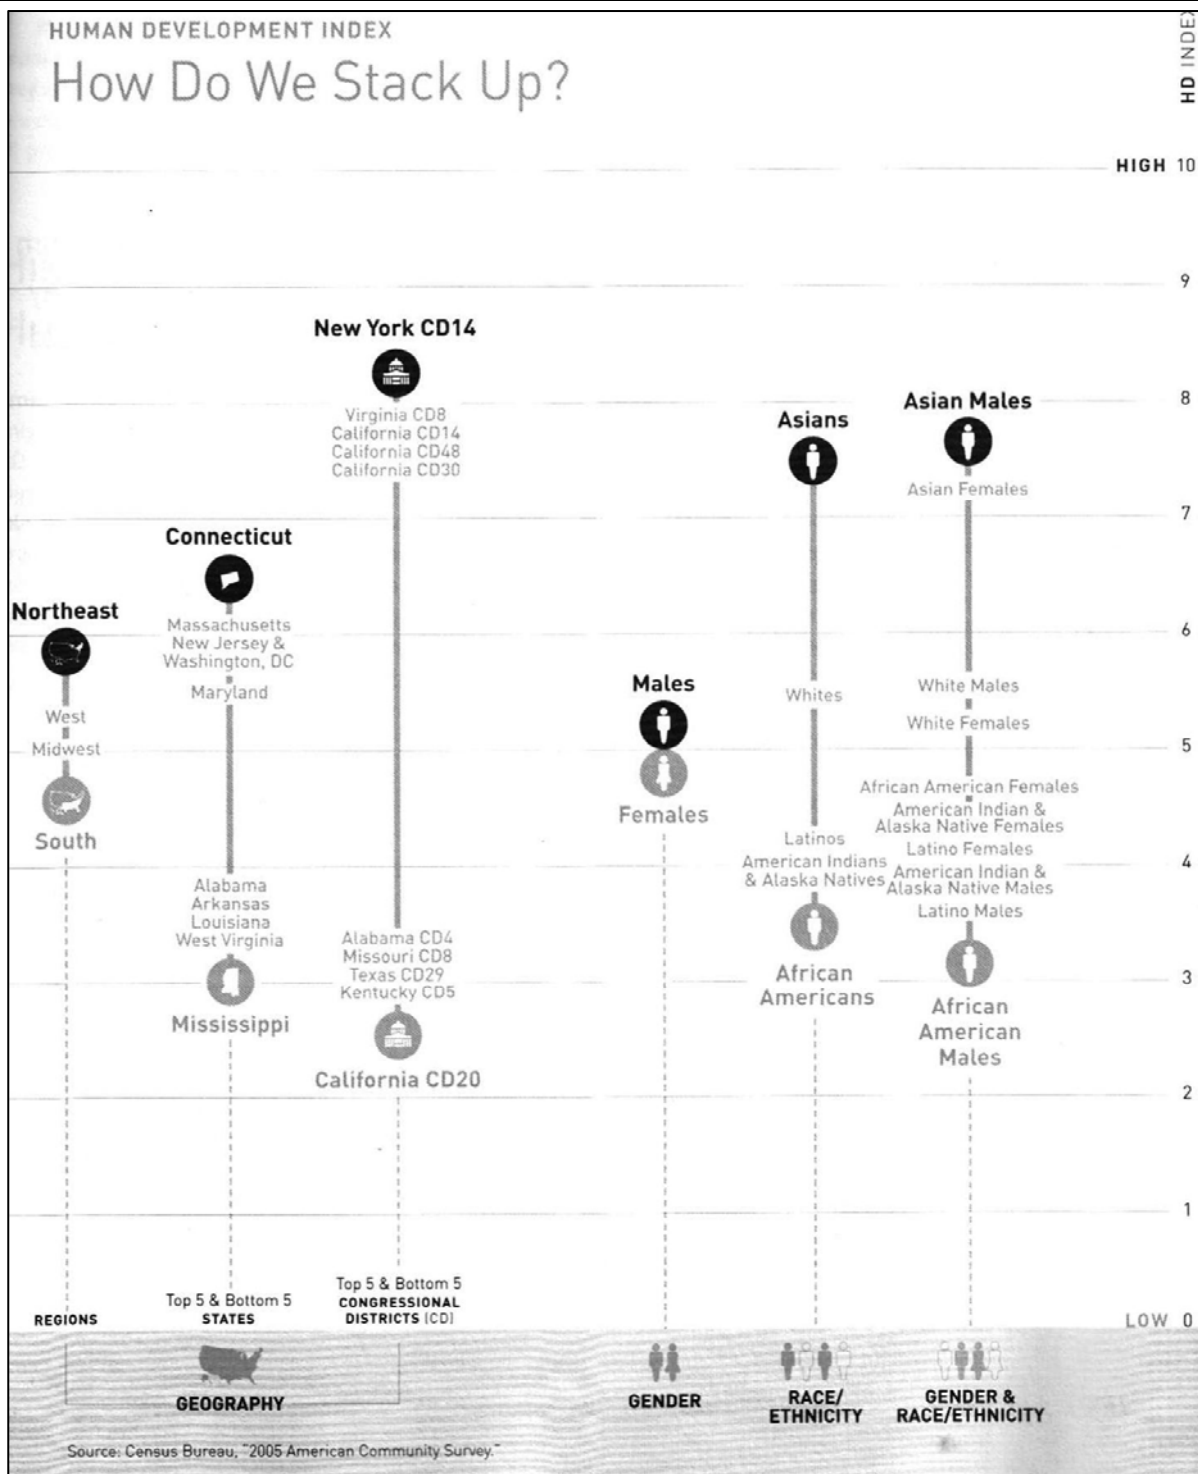 HUMAN DEVELOPMENT INDEX
How Do We Stack Up?
HD INDEX
HIGH 10
9
8
7
6
5
4
3
2
1
LOW 0
Northeast
West
Midwest
South
REGIONS
Connecticut
Massachusetts
New Jersey &
Washington, DC
Maryland
Alabama
Arkansas
Louisiana
West Virginia
Mississippi
Top 5 & Bottom 5
STATES
New York CD14
Virginia CD8
California CD14
California CD48
California CD30
Alabama CD4
Missouri CD8
Texas CD29
Kentucky CD5
California CD20
Top 5 & Bottom 5
CONGRESSIONAL
DISTRICTS (CD)
GEOGRAPHY
Males
Females
GENDER
Asians
Whites
Latinos
American Indians
& Alaska Natives
African
Americans
RACE/
ETHNICITY
Asian Males
Asian Females
White Males
White Females
African American Females
American Indian &
Alaska Native Females
Latino Females
American Indian &
Alaska Native Males
Latino Males
African
American
Males
GENDER &
RACE/ETHNICITY
Source: Census Bureau, "2005 American Community Survey."